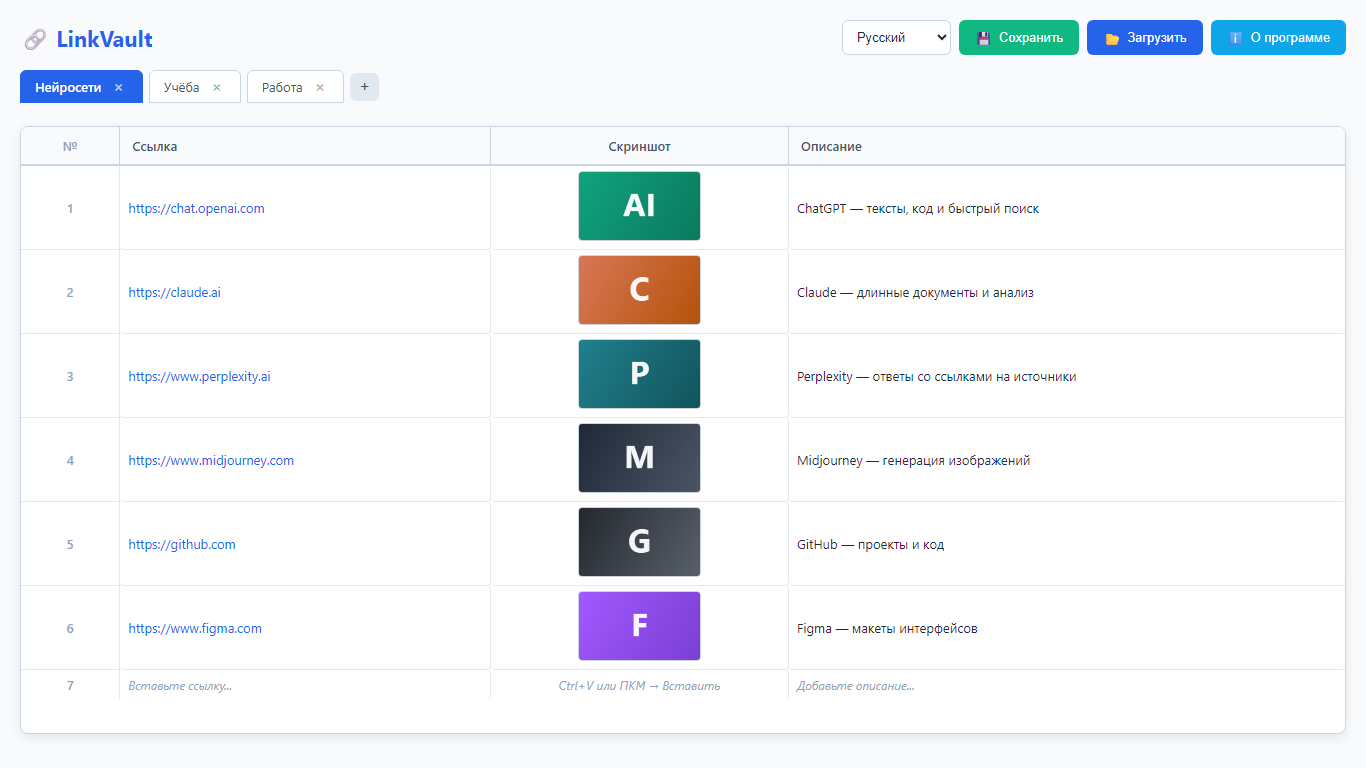 🔗 LinkVault
Русский 💾 Сохранить 📂 Загрузить ℹ️ О программе
Нейросети × Учёба × Работа × +
№ Ссылка Скриншот Описание
1 https://chat.openai.com AI ChatGPT — тексты, код и быстрый поиск
2 https://claude.ai C Claude — длинные документы и анализ
3 https://www.perplexity.ai P Perplexity — ответы со ссылками на источники
4 https://www.midjourney.com M Midjourney — генерация изображений
5 https://github.com G GitHub — проекты и код
6 https://www.figma.com F Figma — макеты интерфейсов
7 Вставьте ссылку... Ctrl+V или ПКМ → Вставить Добавьте описание...